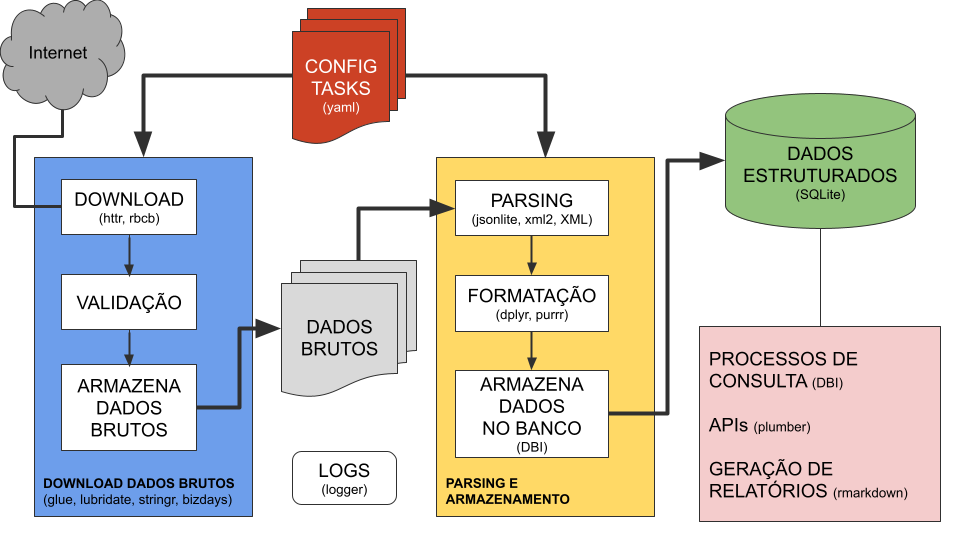 Internet
CONFIG
TASKS
(yaml)
DOWNLOAD
(httr, rbcb)
VALIDAÇÃO
ARMAZENA
DADOS
BRUTOS
DOWNLOAD DADOS BRUTOS
(glue, lubridate, stringr, bizdays)
DADOS
BRUTOS
LOGS
(logger)
PARSING
(jsonlite, xml2, XML)
FORMATAÇÃO
(dplyr, purrr)
ARMAZENA
DADOS
NO BANCO
(DBI)
PARSING E
ARMAZENAMENTO
DADOS
ESTRUTURADOS
(SQLite)
PROCESSOS DE
CONSULTA (DBI)
APIs (plumber)
GERAÇÃO DE
RELATÓRIOS (rmarkdown)